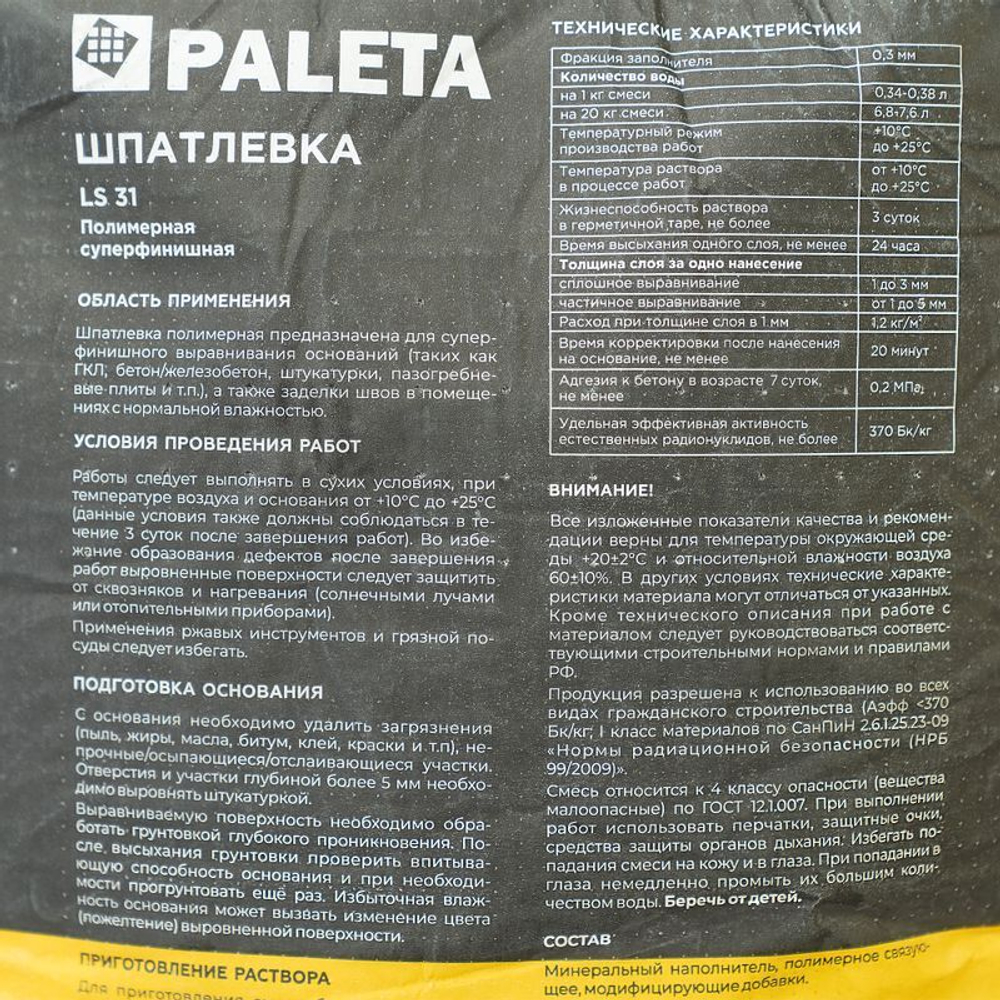 PALETA
ШПАТЛЕВКА
LS 31
Полимерная
суперфинишная
ОБЛАСТЬ ПРИМЕНЕНИЯ
Шпатлевка полимерная предназначена для супер-
финишного выравнивания оснований (таких как
ГКЛ, бетон/железобетон, штукатурки, пазогребне-
вые плиты и т.п.), а также заделки швов в помеще-
ниях с нормальной влажностью.
УСЛОВИЯ ПРОВЕДЕНИЯ РАБОТ
Работы следует выполнять в сухих условиях, при
температуре воздуха и основания от +10°С до +25°С
(данные условия также должны соблюдаться в те-
чение 3 суток после завершения работ). Во избе-
жание образования дефектов после завершения
работ выровненные поверхности следует защитить
от сквозняков и нагревания (солнечными лучами
или отопительными приборами).
Применения ржавых инструментов и грязной по-
суды следует избегать.
ПОДГОТОВКА ОСНОВАНИЯ
С основания необходимо удалить загрязнения
(пыль, жиры, масла, битум, клей, краски и т.п), не-
прочные/осыпающиеся/отслаивающиеся участки.
Отверстия и участки глубиной более 5 мм необхо-
димо выровнять штукатуркой.
Выравниваемую поверхность необходимо обра-
ботать грунтовкой глубокого проникновения. По-
сле высыхания грунтовки проверить впитыва-
ющую способность основания и при необходи-
мости прогрунтовать ещё раз. Избыточная влаж-
ность основания может вызвать изменение цвета
(пожелтение) выровненной поверхности.
ПРИГОТОВЛЕНИЕ РАСТВОРА
Для приготовления
ТЕХНИЧЕСКИЕ ХАРАКТЕРИСТИКИ
Фракция заполнителя 0,3 мм
Количество воды
на 1 кг смеси 0,34-0,38 л
на 20 кг смеси 6,8-7,6 л
Температурный режим +10°С
производства работ до +25°С
Температура раствора от +10°С
в процессе работ до +25°С
Жизнеспособность раствора
в герметичной таре, не более 3 суток
Время высыхания одного слоя, не менее 24 часа
Толщина слоя за одно нанесение
сплошное выравнивание 1 до 3 мм
частичное выравнивание от 1 до 5 мм
Расход при толщине слоя в 1 мм 1,2 кг/м²
Время корректировки после нанесения
на основание, не менее 20 минут
Адгезия к бетону в возрасте 7 суток,
не менее 0,2 МПа
Удельная эффективная активность
естественных радионуклидов, не более 370 Бк/кг
ВНИМАНИЕ!
Все изложенные показатели качества и рекомен-
дации верны для температуры окружающей сре-
ды +20±2°С и относительной влажности воздуха
60±10%. В других условиях технические характе-
ристики материала могут отличаться от указанных.
Кроме технического описания при работе с
материалом следует руководствоваться соответс-
твующими строительными нормами и правилами
РФ.
Продукция разрешена к использованию во всех
видах гражданского строительства (Аэфф <370
Бк/кг, I класс материалов по СанПиН 2.6.1.25.23-09
«Нормы радиационной безопасности (НРБ
99/2009)».
Смесь относится к 4 классу опасности (вещества
малоопасные) по ГОСТ 12.1.007. При выполнении
работ использовать перчатки, защитные очки,
средства защиты органов дыхания. Избегать по-
падания смеси на кожу и в глаза. При попадании в
глаза немедленно промыть их большим коли-
чеством воды. Беречь от детей.
СОСТАВ
Минеральный наполнитель, полимерное связую-
щее, модифицирующие добавки.